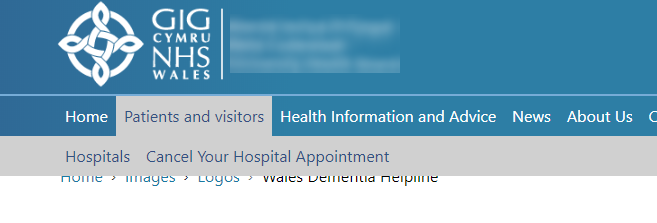 GIG
CYMRU
NHS
WALES
Home Patients and visitors Health Information and Advice News About Us
Hospitals Cancel Your Hospital Appointment
Home › Images › Logos › Wales Dementia Helpline